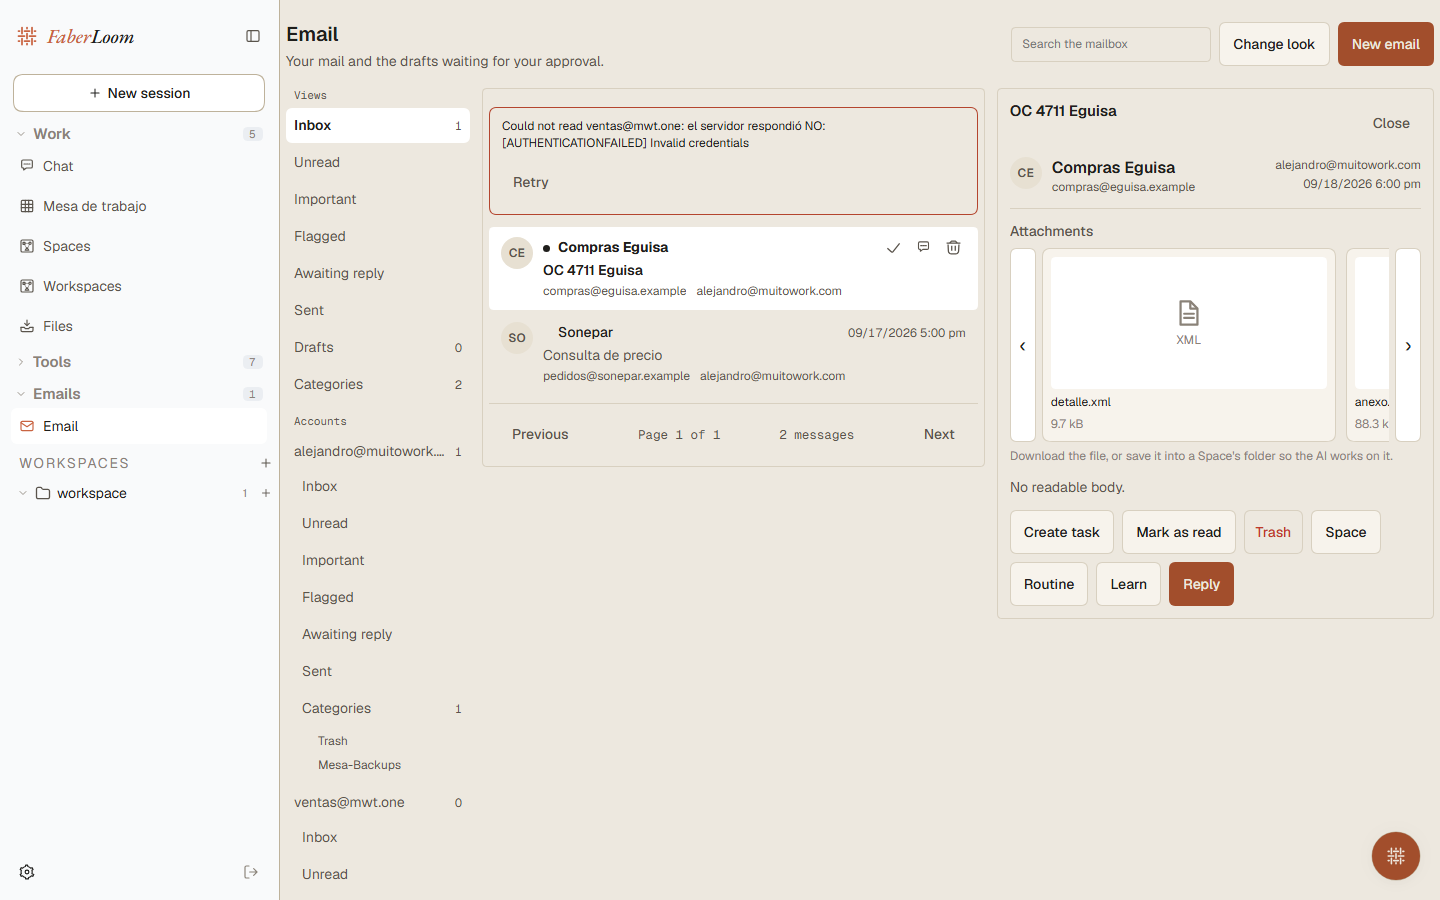 FaberLoom
New session
Work 5
Chat
Mesa de trabajo
Spaces
Workspaces
Files
Tools 7
Emails 1
Email
WORKSPACES
workspace 1
Email
Your mail and the drafts waiting for your approval.
Search the mailbox
Change look
New email
Views
Inbox 1
Unread
Important
Flagged
Awaiting reply
Sent
Drafts 0
Categories 2
Accounts
alejandro@muitowork.... 1
Inbox
Unread
Important
Flagged
Awaiting reply
Sent
Categories 1
Trash
Mesa-Backups
ventas@mwt.one 0
Inbox
Unread
Could not read ventas@mwt.one: el servidor respondió NO:
[AUTHENTICATIONFAILED] Invalid credentials
Retry
CE
Compras Eguisa
OC 4711 Eguisa
compras@eguisa.example alejandro@muitowork.com
SO
Sonepar 09/17/2026 5:00 pm
Consulta de precio
pedidos@sonepar.example alejandro@muitowork.com
Previous Page 1 of 1 2 messages Next
OC 4711 Eguisa
Close
CE
Compras Eguisa
compras@eguisa.example
alejandro@muitowork.com
09/18/2026 6:00 pm
Attachments
XML
detalle.xml
9.7 kB
anexo.
88.3 k
Download the file, or save it into a Space's folder so the AI works on it.
No readable body.
Create task
Mark as read
Trash
Space
Routine
Learn
Reply